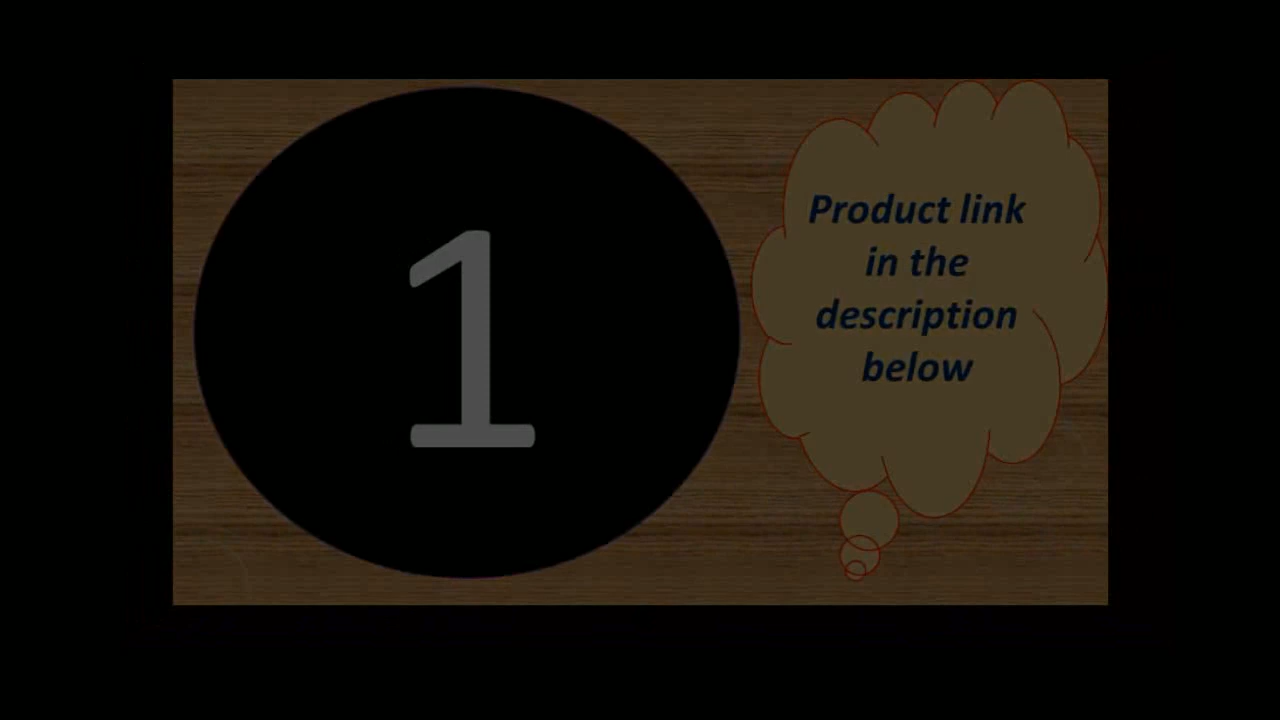 1
Product link
in the
description
below